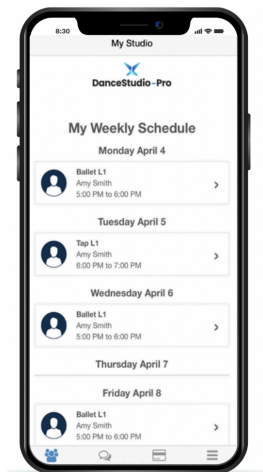 8:30
My Studio
DanceStudio-Pro
My Weekly Schedule
Monday April 4
Ballet L1
Amy Smith
5:00 PM to 6:00 PM
Tuesday April 5
Tap L1
Amy Smith
6:00 PM to 7:00 PM
Wednesday April 6
Ballet L1
Amy Smith
5:00 PM to 6:00 PM
Thursday April 7
Friday April 8
Ballet L1
Amy Smith
5:00 PM to 6:00 PM